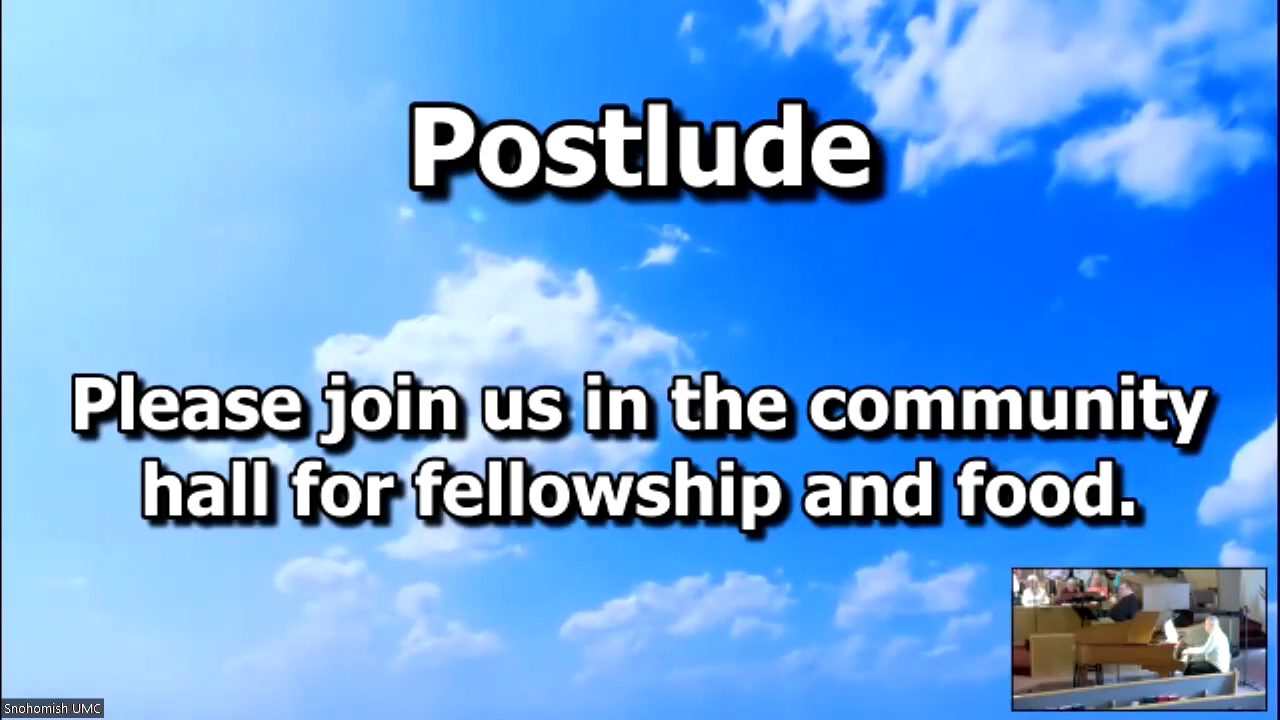 Postlude
Please join us in the community
hall for fellowship and food.
Snohomish UMC